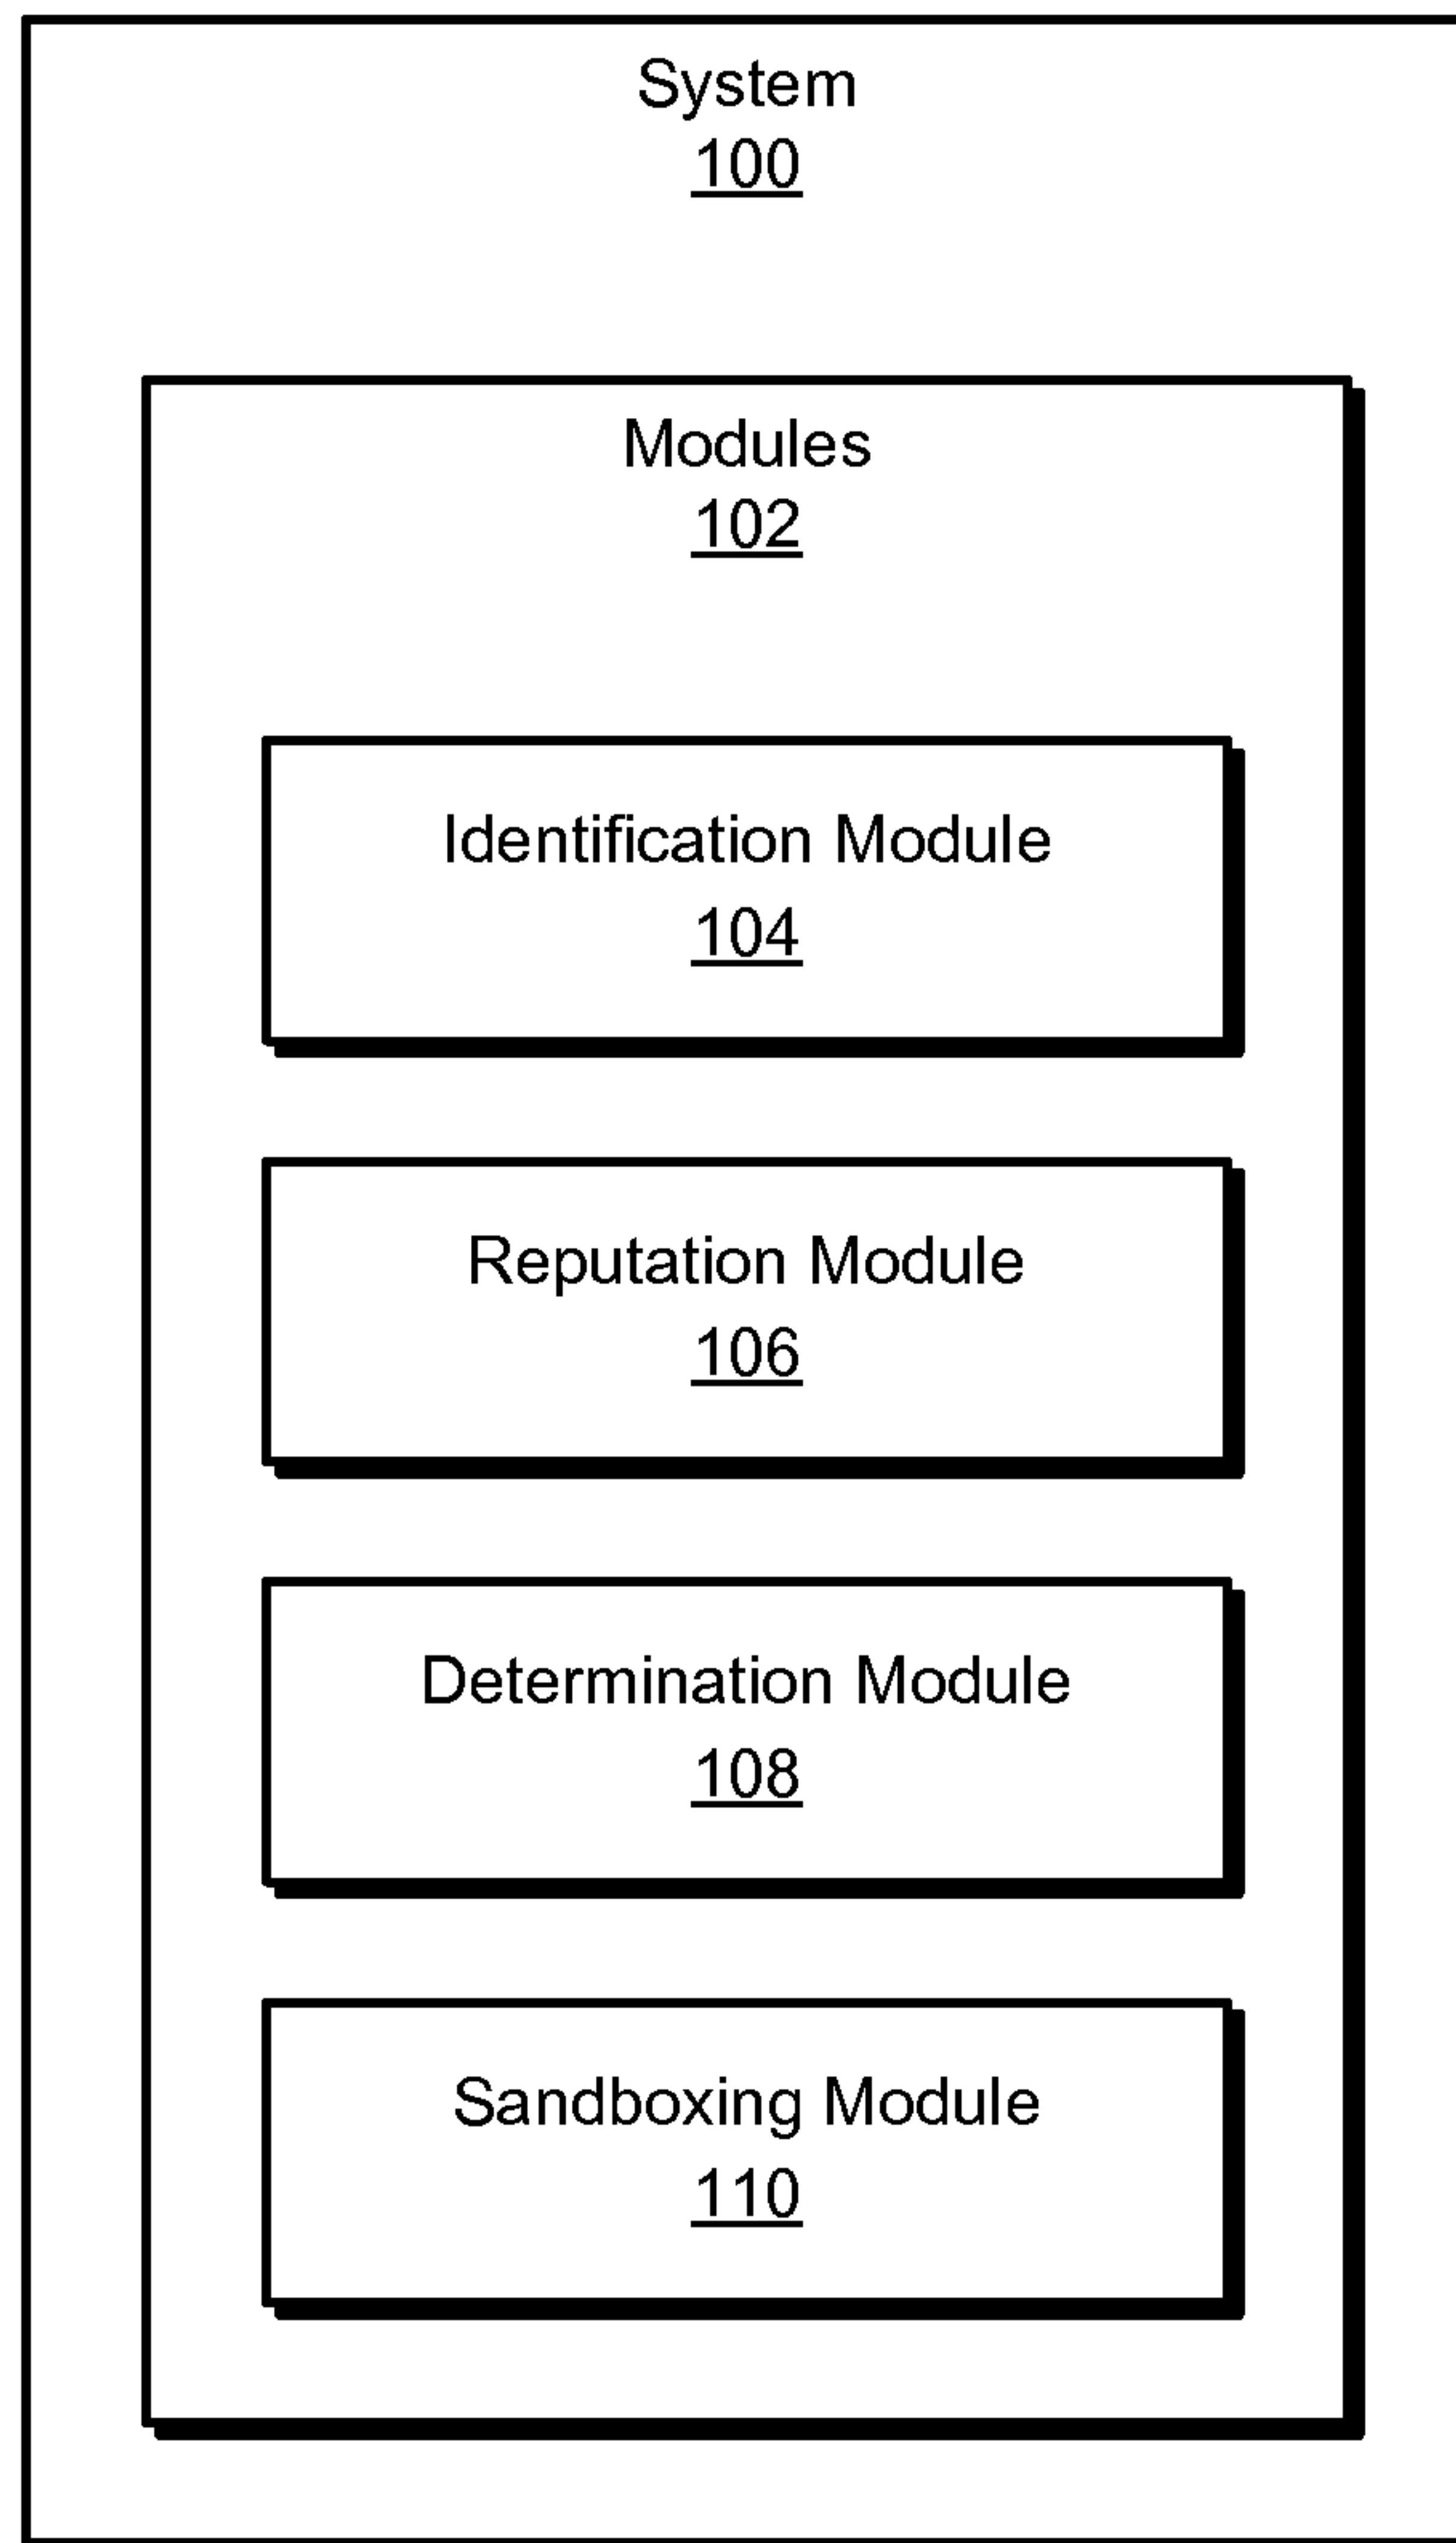 System
100
Modules
102
Identification Module
104
Reputation Module
106
Determination Module
108
Sandboxing Module
110